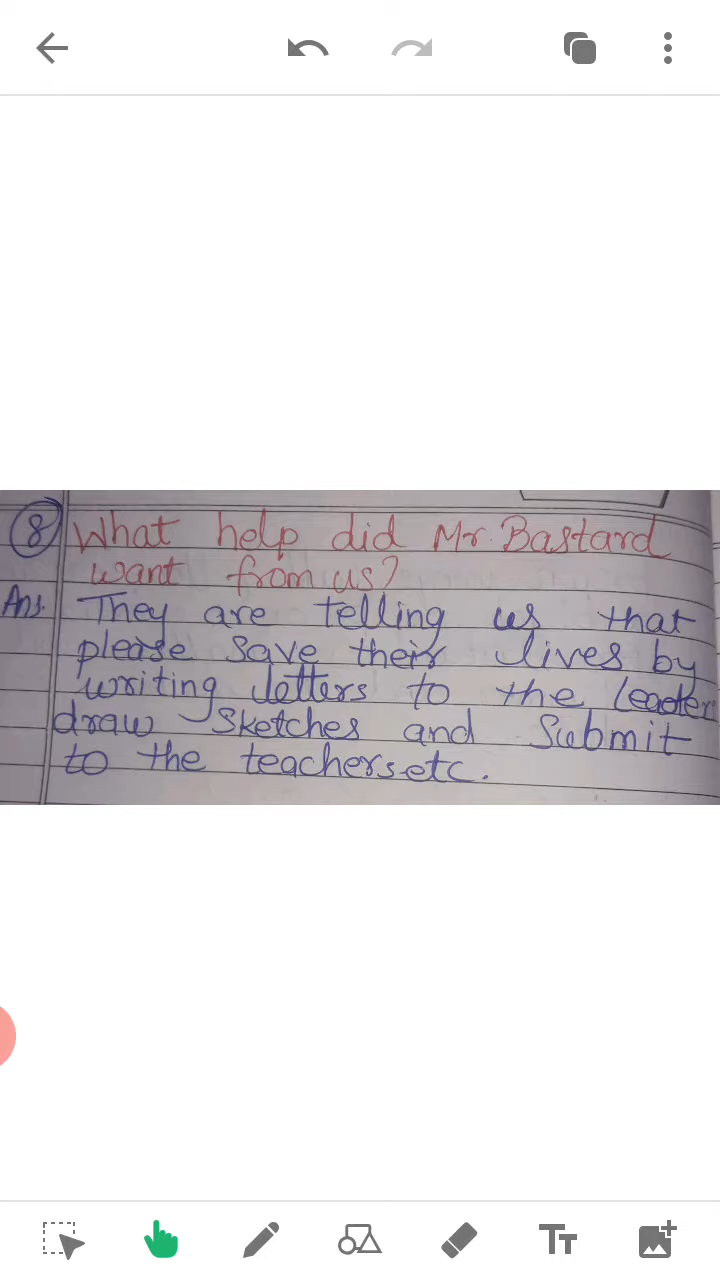 8 What help did Mr. Bastard
want from us?
Ans. They are telling us that
please save their lives by
writing letters to the leader
draw sketches and submit
to the teachers etc.
TT